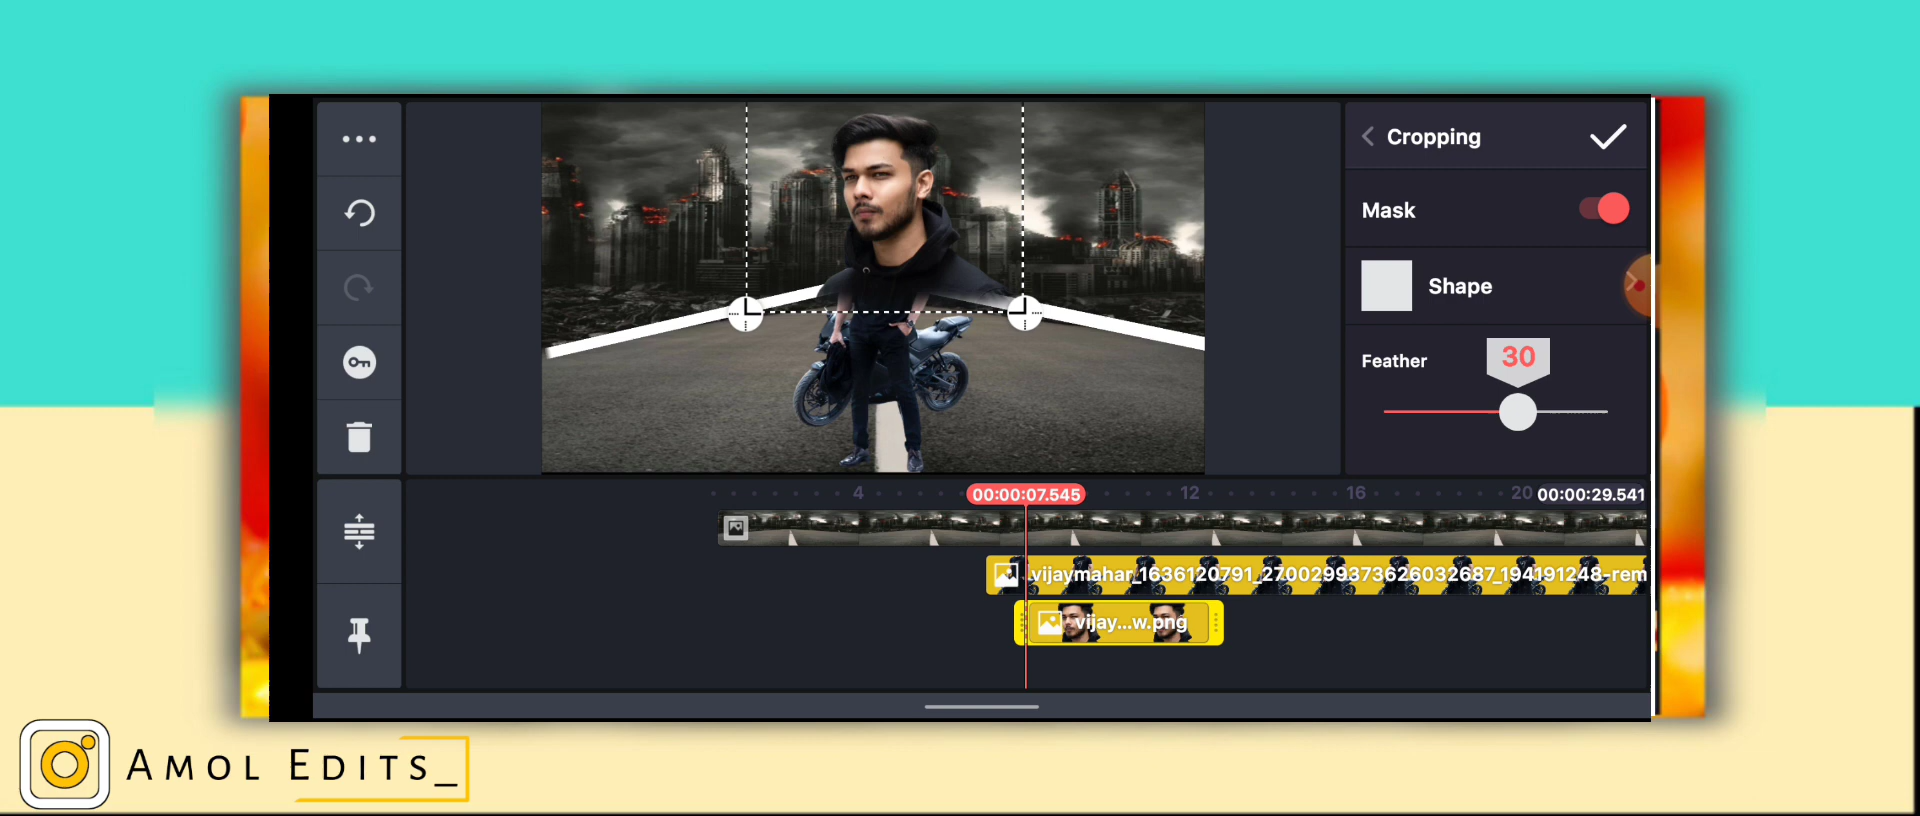 Cropping
Mask
Shape
Feather
30
4
00:00:07.545
12
16
20
00:00:29.541
vijaymahar_1636120791_2700299373626032687_194191248-rem
vijay...w.png
AMOL EDITS_